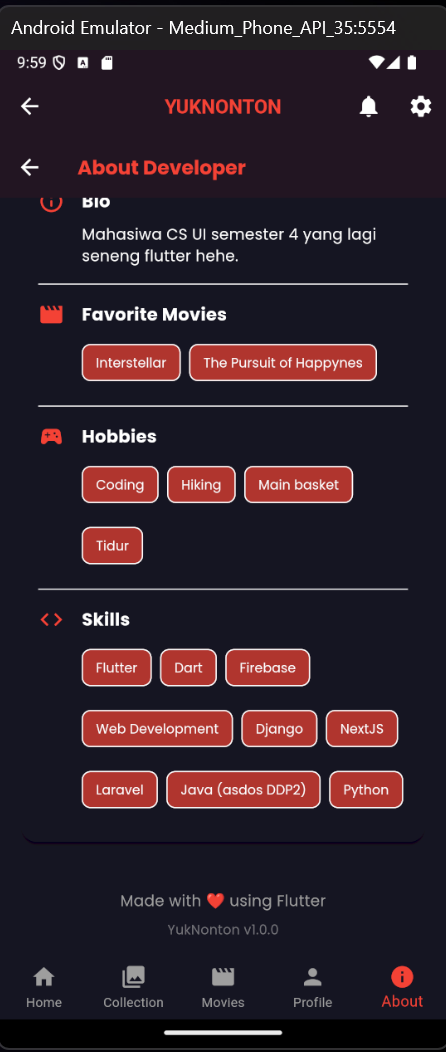 Android Emulator - Medium_Phone_API_35:5554
9:59
YUKNONTON
About Developer
Bio
Mahasiwa CS UI semester 4 yang lagi
seneng flutter hehe.
Favorite Movies
Interstellar The Pursuit of Happynes
Hobbies
Coding Hiking Main basket
Tidur
Skills
Flutter Dart Firebase
Web Development Django NextJS
Laravel Java (asdos DDP2) Python
Made with ❤️ using Flutter
YukNonton v1.0.0
Home Collection Movies Profile About